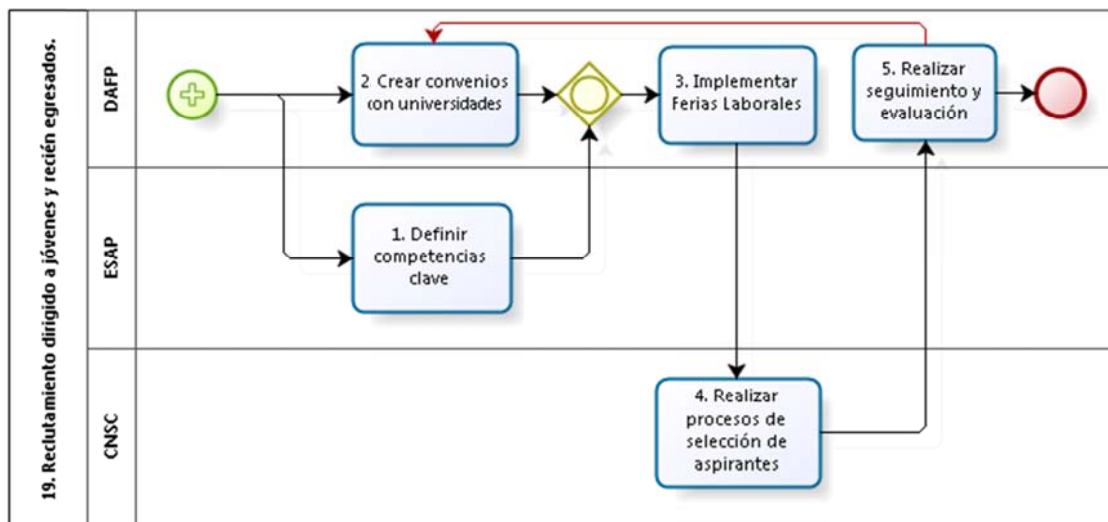 19. Reclutamiento dirigido a jóvenes y recién egresados.
DAFP
2 Crear convenios
con universidades
3. Implementar
Ferias Laborales
5. Realizar
seguimiento y
evaluación
ESAP
1. Definir
competencias
clave
CNSC
4. Realizar
procesos de
selección de
aspirantes